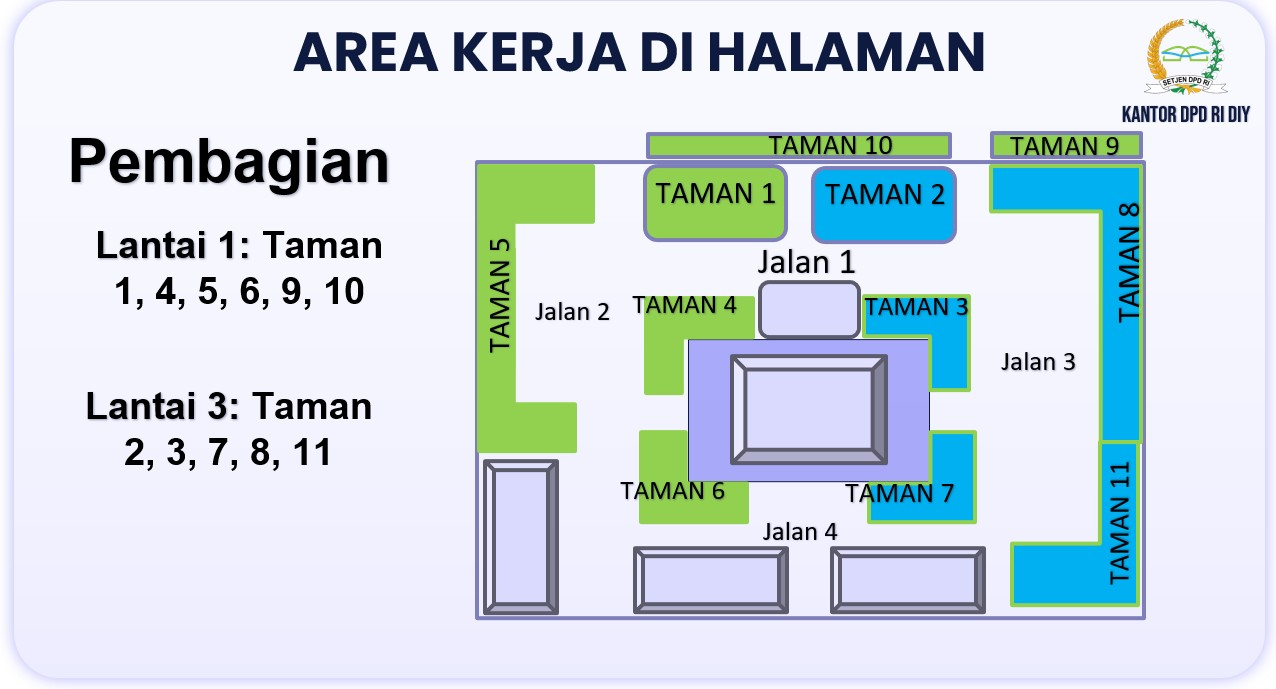 AREA KERJA DI HALAMAN
SETJEN DPD RI
KANTOR DPD RI DIY
Pembagian
Lantai 1: Taman
1, 4, 5, 6, 9, 10
Lantai 3: Taman
2, 3, 7, 8, 11
TAMAN 10
TAMAN 9
TAMAN 1
TAMAN 2
TAMAN 8
Jalan 1
TAMAN 5
Jalan 2
TAMAN 4
TAMAN 3
Jalan 3
TAMAN 6
TAMAN 7
TAMAN 11
Jalan 4